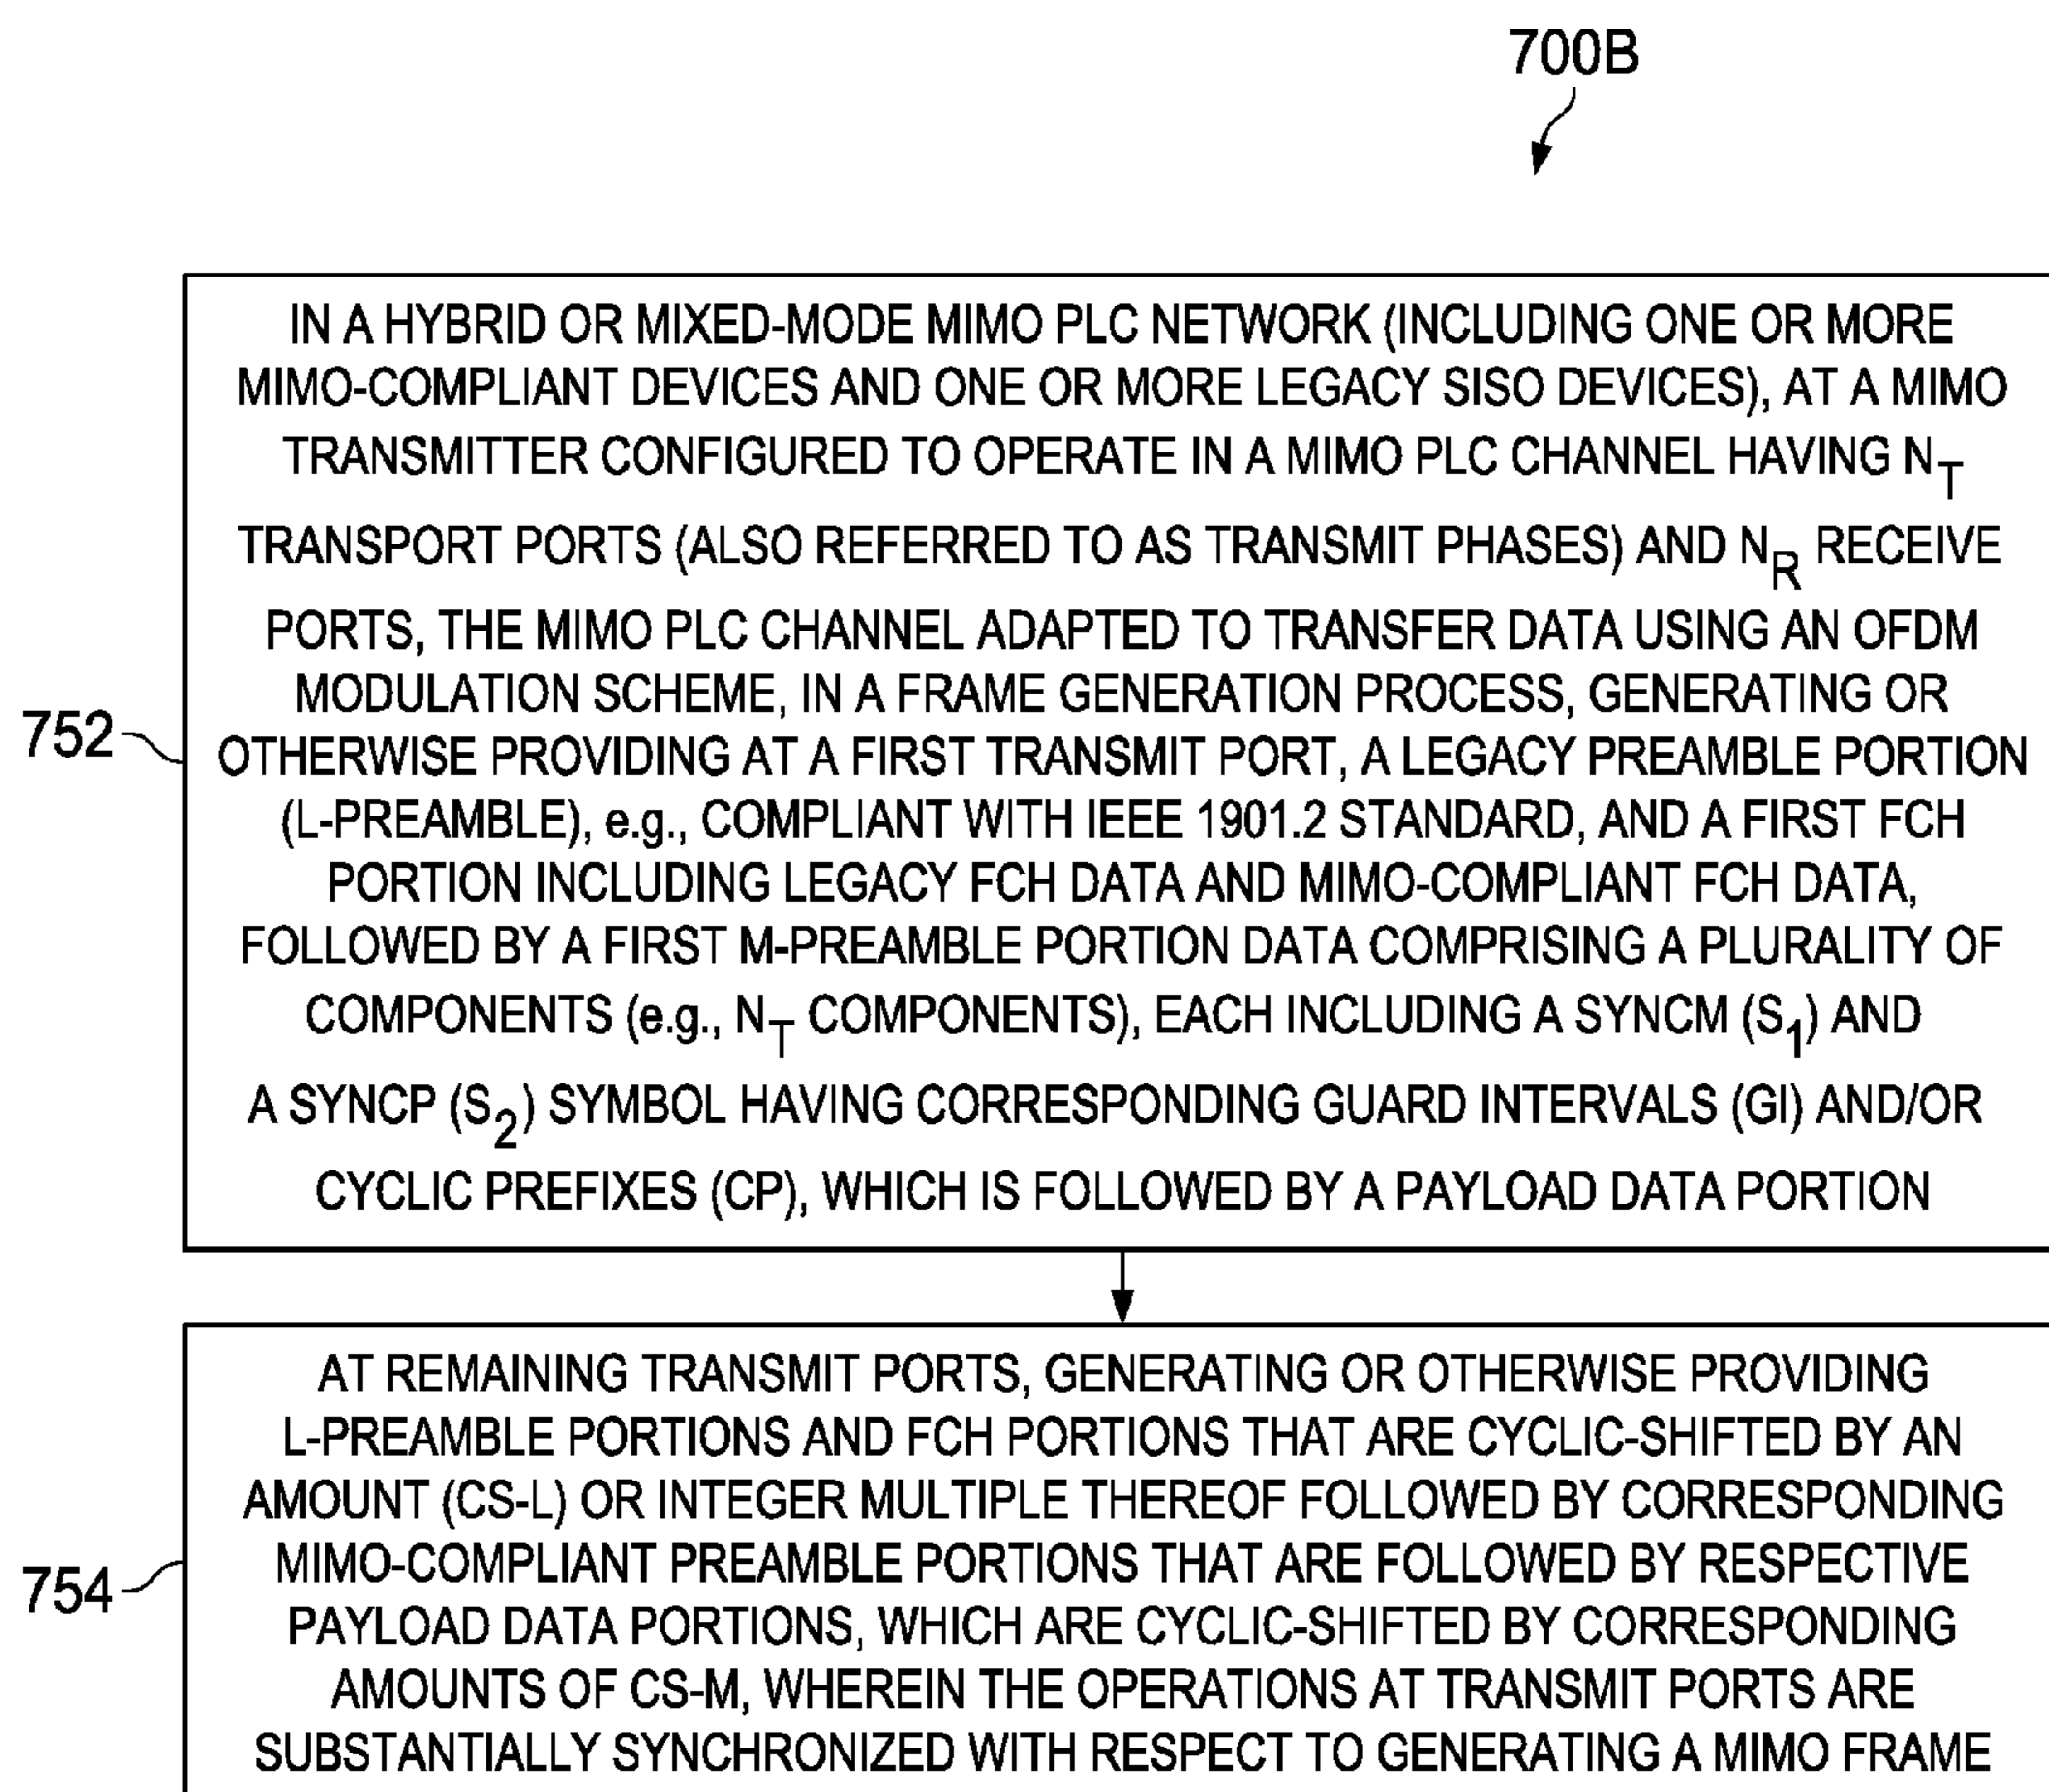 700B
IN A HYBRID OR MIXED-MODE MIMO PLC NETWORK (INCLUDING ONE OR MORE
MIMO-COMPLIANT DEVICES AND ONE OR MORE LEGACY SISO DEVICES), AT A MIMO
TRANSMITTER CONFIGURED TO OPERATE IN A MIMO PLC CHANNEL HAVING N_T
TRANSPORT PORTS (ALSO REFERRED TO AS TRANSMIT PHASES) AND N_R RECEIVE
PORTS, THE MIMO PLC CHANNEL ADAPTED TO TRANSFER DATA USING AN OFDM
MODULATION SCHEME, IN A FRAME GENERATION PROCESS, GENERATING OR
752
OTHERWISE PROVIDING AT A FIRST TRANSMIT PORT, A LEGACY PREAMBLE PORTION
(L-PREAMBLE), e.g., COMPLIANT WITH IEEE 1901.2 STANDARD, AND A FIRST FCH
PORTION INCLUDING LEGACY FCH DATA AND MIMO-COMPLIANT FCH DATA,
FOLLOWED BY A FIRST M-PREAMBLE PORTION DATA COMPRISING A PLURALITY OF
COMPONENTS (e.g., N_T COMPONENTS), EACH INCLUDING A SYNCM (S_1) AND
A SYNCP (S_2) SYMBOL HAVING CORRESPONDING GUARD INTERVALS (GI) AND/OR
CYCLIC PREFIXES (CP), WHICH IS FOLLOWED BY A PAYLOAD DATA PORTION
AT REMAINING TRANSMIT PORTS, GENERATING OR OTHERWISE PROVIDING
L-PREAMBLE PORTIONS AND FCH PORTIONS THAT ARE CYCLIC-SHIFTED BY AN
AMOUNT (CS-L) OR INTEGER MULTIPLE THEREOF FOLLOWED BY CORRESPONDING
MIMO-COMPLIANT PREAMBLE PORTIONS THAT ARE FOLLOWED BY RESPECTIVE
754
PAYLOAD DATA PORTIONS, WHICH ARE CYCLIC-SHIFTED BY CORRESPONDING
AMOUNTS OF CS-M, WHEREIN THE OPERATIONS AT TRANSMIT PORTS ARE
SUBSTANTIALLY SYNCHRONIZED WITH RESPECT TO GENERATING A MIMO FRAME